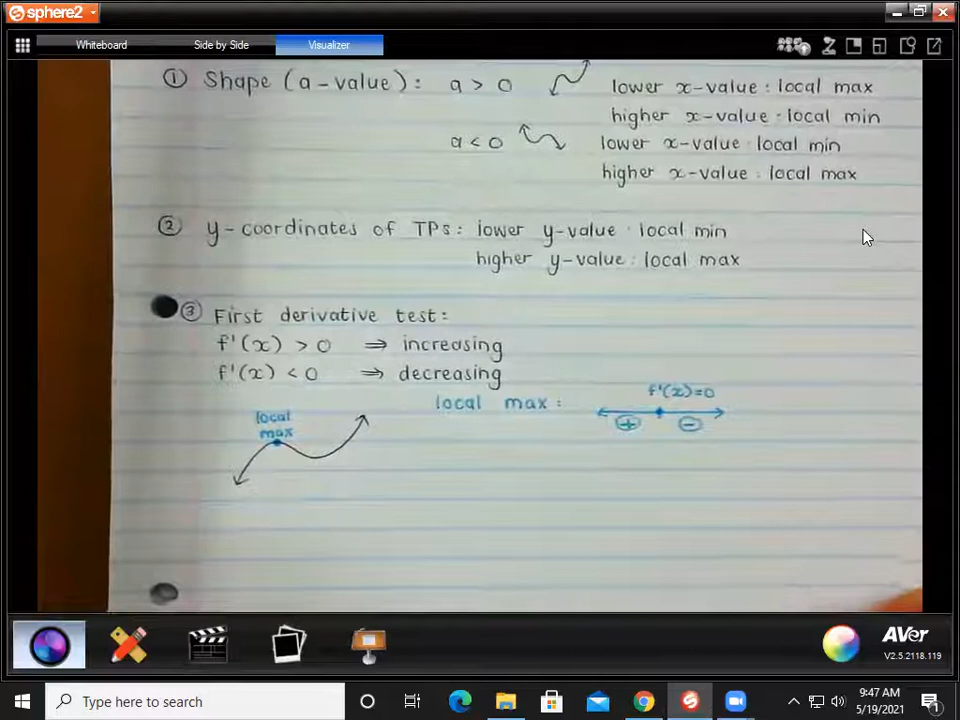 sphere2
Whiteboard
Side by Side
Visualizer
① Shape (a-value): a > 0 lower x-value : local max
higher x-value : local min
a < 0 lower x-value : local min
higher x-value : local max
② y-coordinates of TPs: lower y-value : local min
higher y-value : local max
③ First derivative test:
f'(x) > 0 ⇒ increasing
f'(x) < 0 ⇒ decreasing
local max : f'(x)=0
+ −
local
max
AVer
V2.5.2118.119
Type here to search
9:47 AM
5/19/2021
1